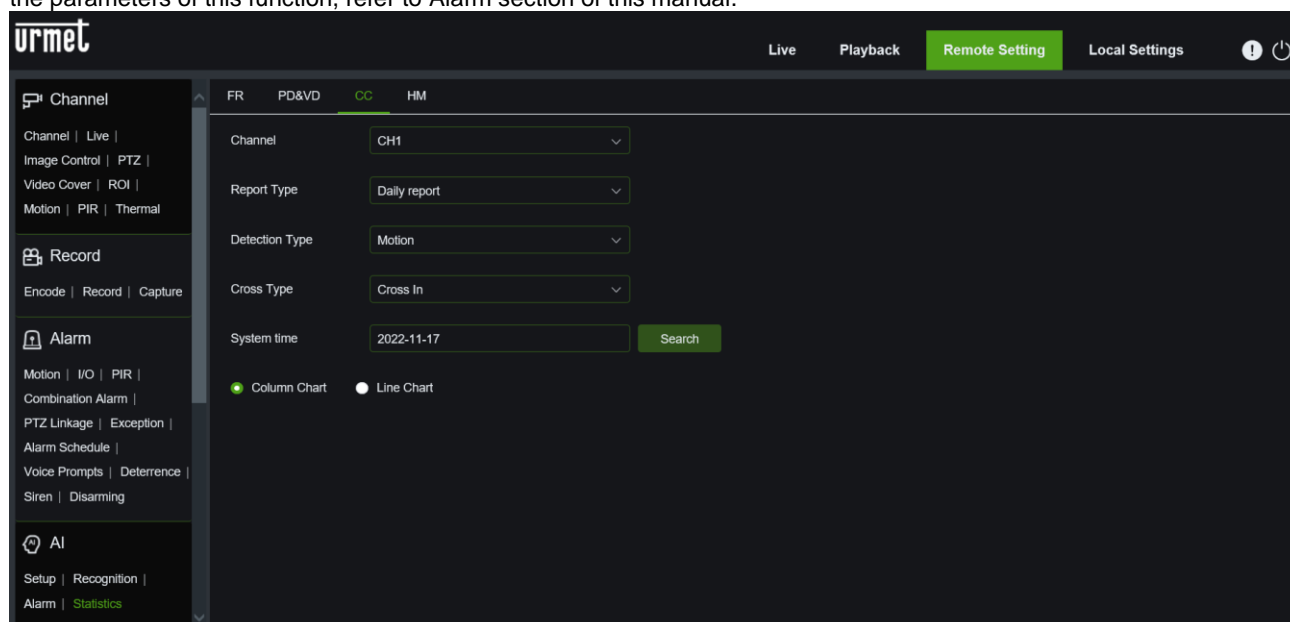 the parameters of this function, refer to Alarm section of this manual.
urmet
Live Playback Remote Setting Local Settings
Channel
Channel | Live |
Image Control | PTZ |
Video Cover | ROI |
Motion | PIR | Thermal
Record
Encode | Record | Capture
Alarm
Motion | I/O | PIR |
Combination Alarm |
PTZ Linkage | Exception |
Alarm Schedule |
Voice Prompts | Deterrence |
Siren | Disarming
AI
Setup | Recognition |
Alarm | Statistics
FR PD&VD CC HM
Channel CH1
Report Type Daily report
Detection Type Motion
Cross Type Cross In
System time 2022-11-17 Search
Column Chart Line Chart